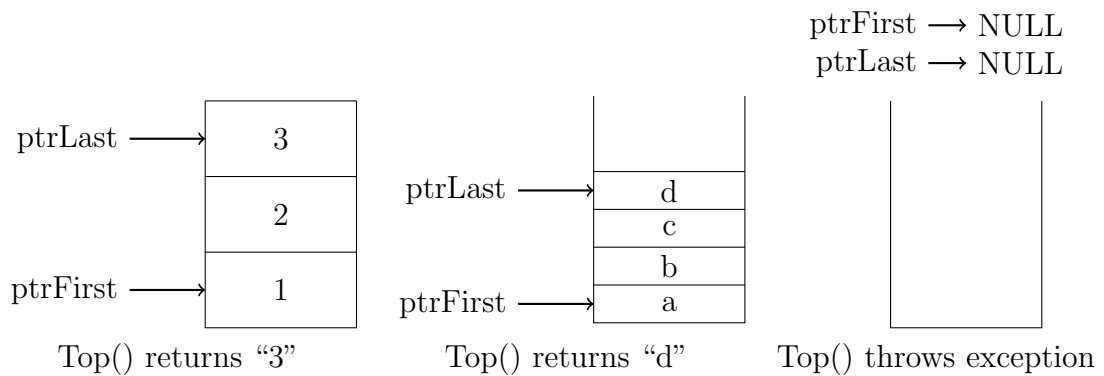 ptrFirst → NULL
ptrLast → NULL
ptrLast
3
2
ptrFirst
1
Top() returns “3”
ptrLast
d
c
b
ptrFirst
a
Top() returns “d”
Top() throws exception